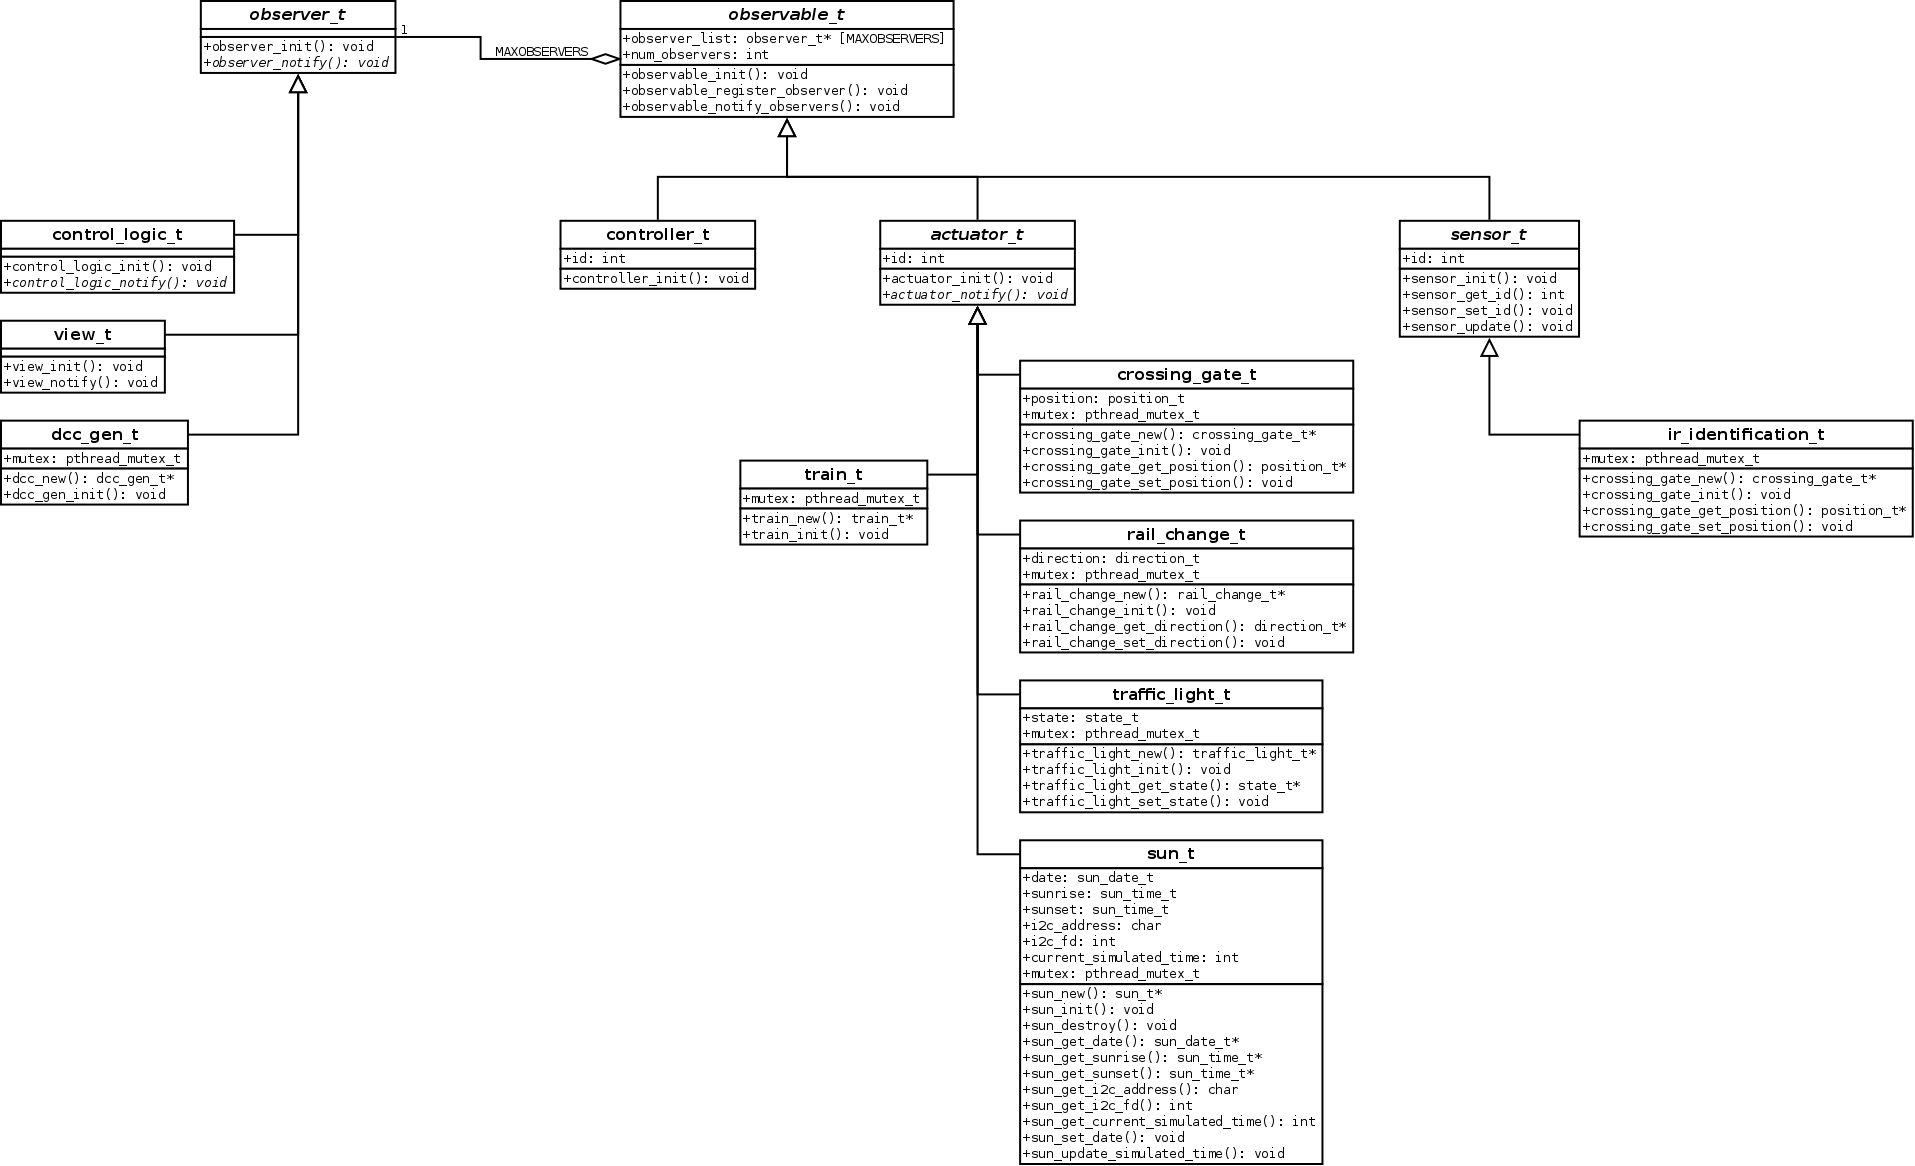 observer_t
+observer_init(): void
+observer_notify(): void
1
MAXOBSERVERS
observable_t
+observer_list: observer_t* [MAXOBSERVERS]
+num_observers: int
+observable_init(): void
+observable_register_observer(): void
+observable_notify_observers(): void
control_logic_t
+control_logic_init(): void
+control_logic_notify(): void
view_t
+view_init(): void
+view_notify(): void
dcc_gen_t
+mutex: pthread_mutex_t
+dcc_new(): dcc_gen_t*
+dcc_gen_init(): void
controller_t
+id: int
+controller_init(): void
actuator_t
+id: int
+actuator_init(): void
+actuator_notify(): void
sensor_t
+id: int
+sensor_init(): void
+sensor_get_id(): int
+sensor_set_id(): void
+sensor_update(): void
crossing_gate_t
+position: position_t
+mutex: pthread_mutex_t
+crossing_gate_new(): crossing_gate_t*
+crossing_gate_init(): void
+crossing_gate_get_position(): position_t*
+crossing_gate_set_position(): void
ir_identification_t
+mutex: pthread_mutex_t
+crossing_gate_new(): crossing_gate_t*
+crossing_gate_init(): void
+crossing_gate_get_position(): position_t*
+crossing_gate_set_position(): void
train_t
+mutex: pthread_mutex_t
+train_new(): train_t*
+train_init(): void
rail_change_t
+direction: direction_t
+mutex: pthread_mutex_t
+rail_change_new(): rail_change_t*
+rail_change_init(): void
+rail_change_get_direction(): direction_t*
+rail_change_set_direction(): void
traffic_light_t
+state: state_t
+mutex: pthread_mutex_t
+traffic_light_new(): traffic_light_t*
+traffic_light_init(): void
+traffic_light_get_state(): state_t*
+traffic_light_set_state(): void
sun_t
+date: sun_date_t
+sunrise: sun_time_t
+sunset: sun_time_t
+i2c_address: char
+i2c_fd: int
+current_simulated_time: int
+mutex: pthread_mutex_t
+sun_new(): sun_t*
+sun_init(): void
+sun_destroy(): void
+sun_get_date(): sun_date_t*
+sun_get_sunrise(): sun_time_t*
+sun_get_sunset(): sun_time_t*
+sun_get_i2c_address(): char
+sun_get_i2c_fd(): int
+sun_get_current_simulated_time(): int
+sun_set_date(): void
+sun_update_simulated_time(): void